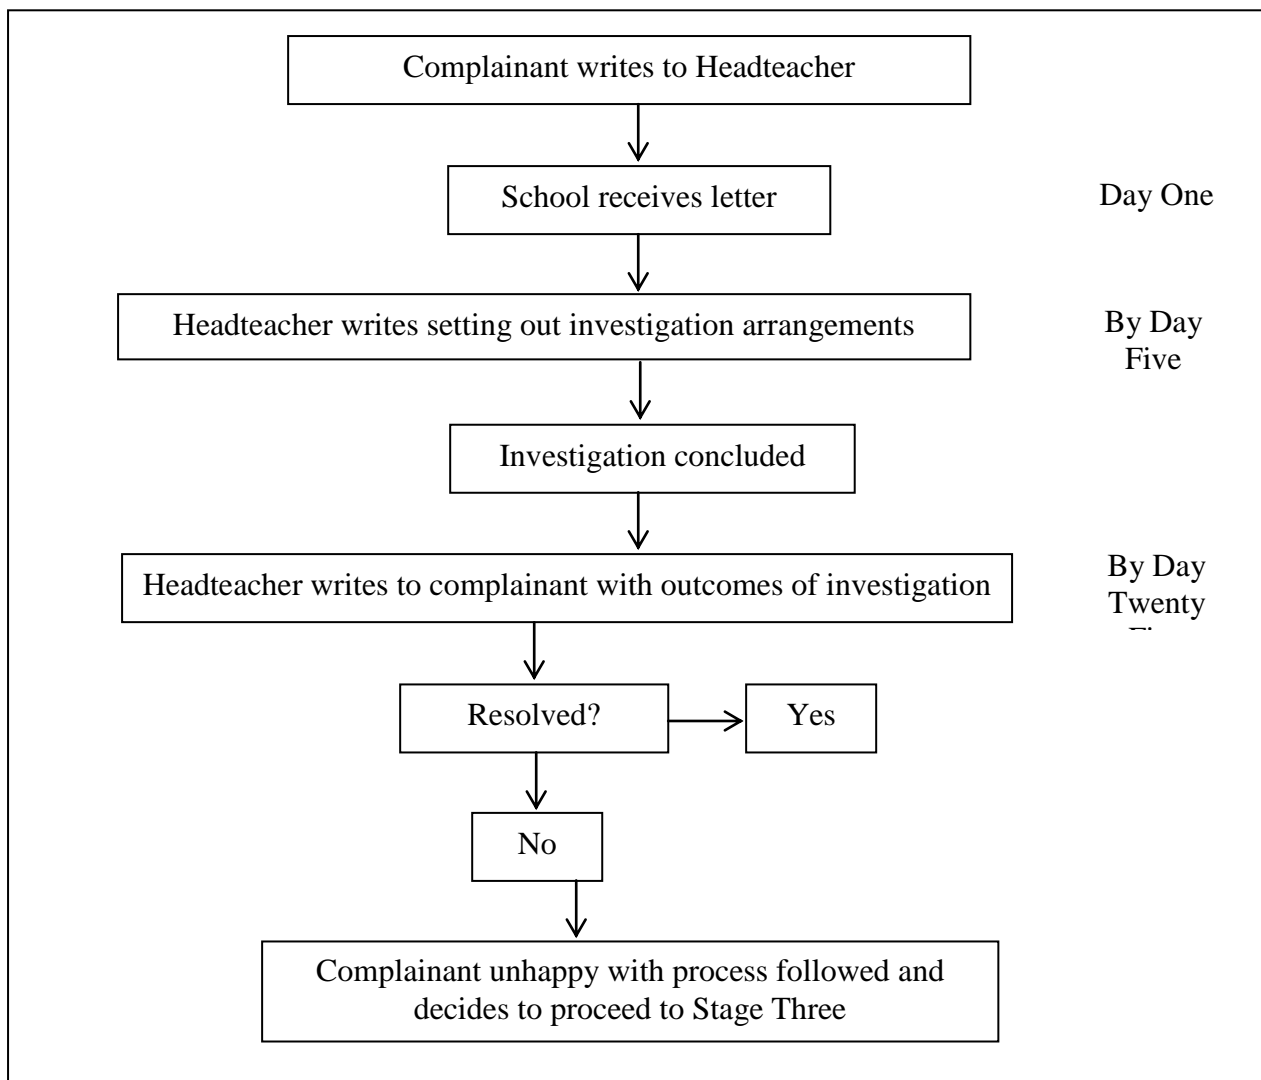 Complainant writes to Headteacher
School receives letter
Day One
Headteacher writes setting out investigation arrangements
By Day
Five
Investigation concluded
Headteacher writes to complainant with outcomes of investigation
By Day
Twenty
Resolved?
Yes
No
Complainant unhappy with process followed and
decides to proceed to Stage Three